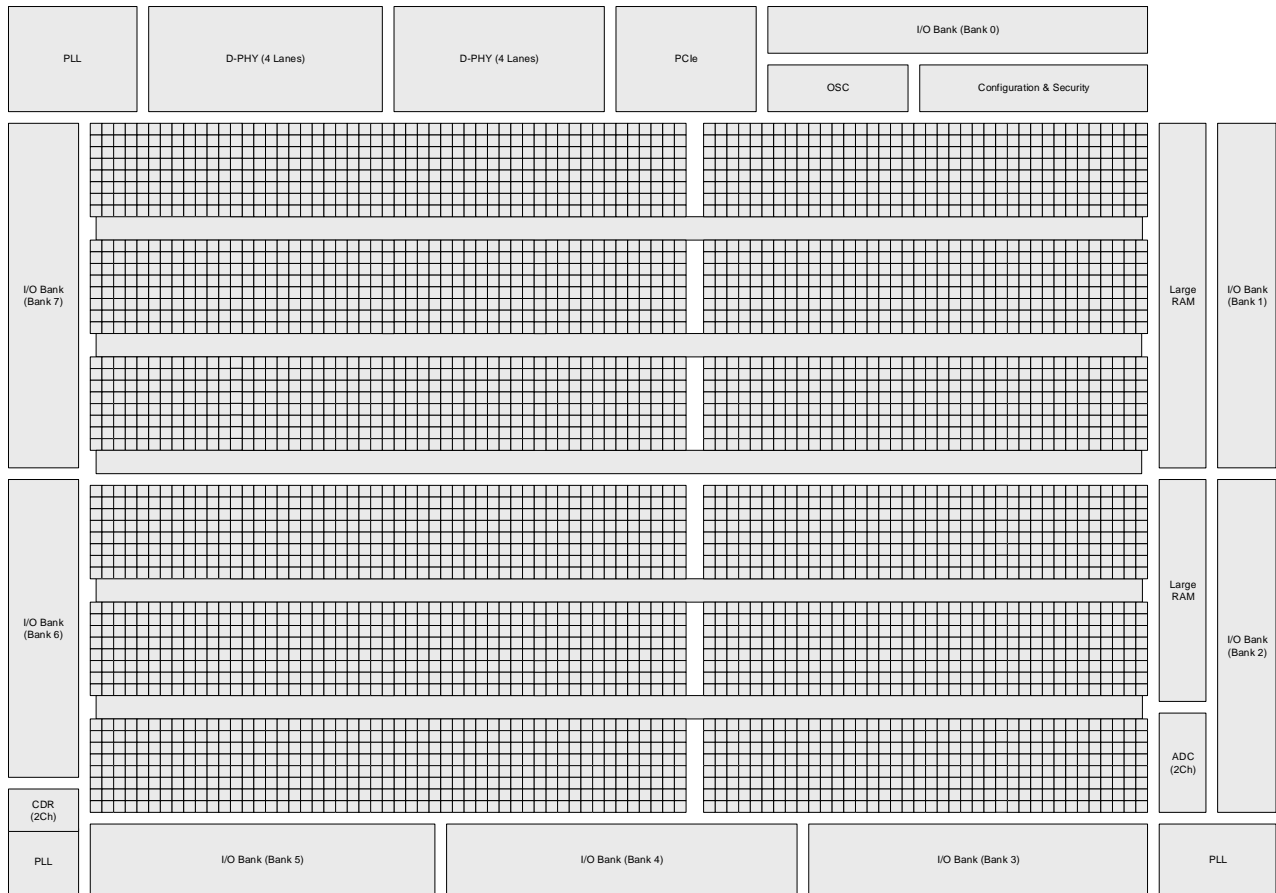 I/O Bank (Bank 0)
PLL
D-PHY (4 Lanes)
D-PHY (4 Lanes)
PCIe
OSC
Configuration & Security
I/O Bank
(Bank 7)
Large
RAM
I/O Bank
(Bank 1)
I/O Bank
(Bank 6)
Large
RAM
I/O Bank
(Bank 2)
ADC
(2Ch)
CDR
(2Ch)
PLL
I/O Bank (Bank 5)
I/O Bank (Bank 4)
I/O Bank (Bank 3)
PLL